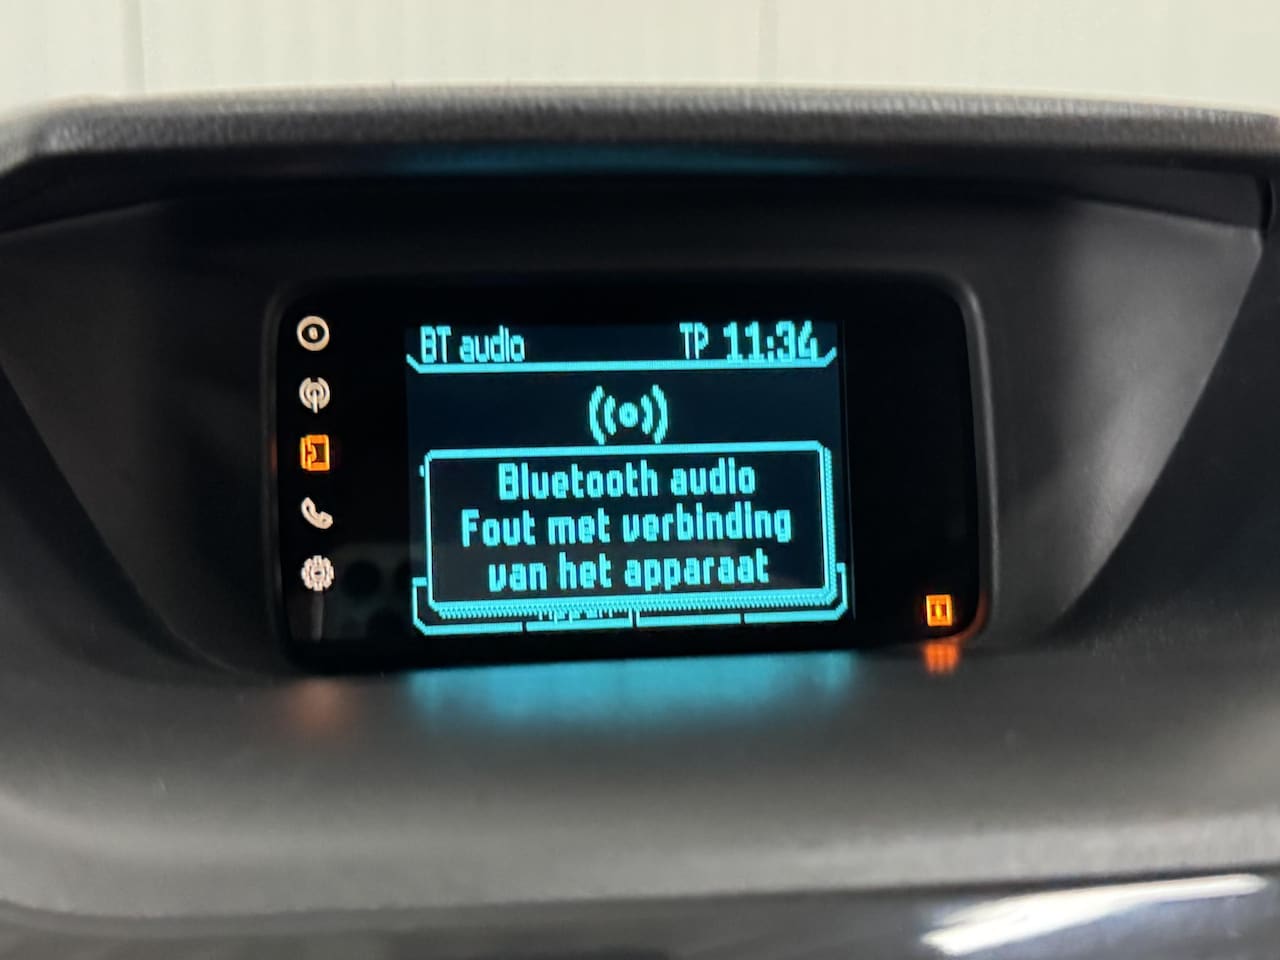 BT audio TP 11:34
Bluetooth audio
Fout met verbinding
van het apparaat